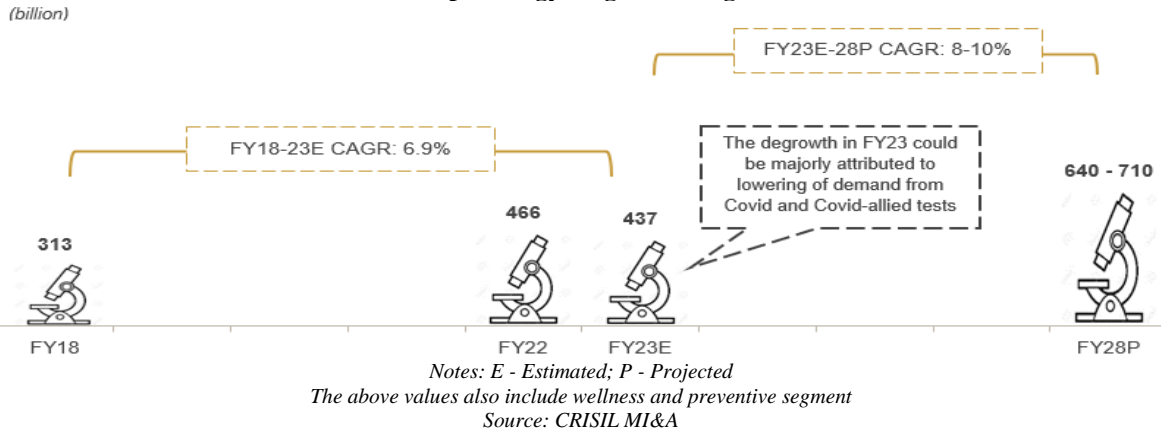 (billion)
FY23E-28P CAGR: 8-10%
FY18-23E CAGR: 6.9%
The degrowth in FY23 could
be majorly attributed to
lowering of demand from
Covid and Covid-allied tests
640 - 710
466
437
313
FY18
FY22
FY23E
FY28P
Notes: E - Estimated; P - Projected
The above values also include wellness and preventive segment
Source: CRISIL MI&A